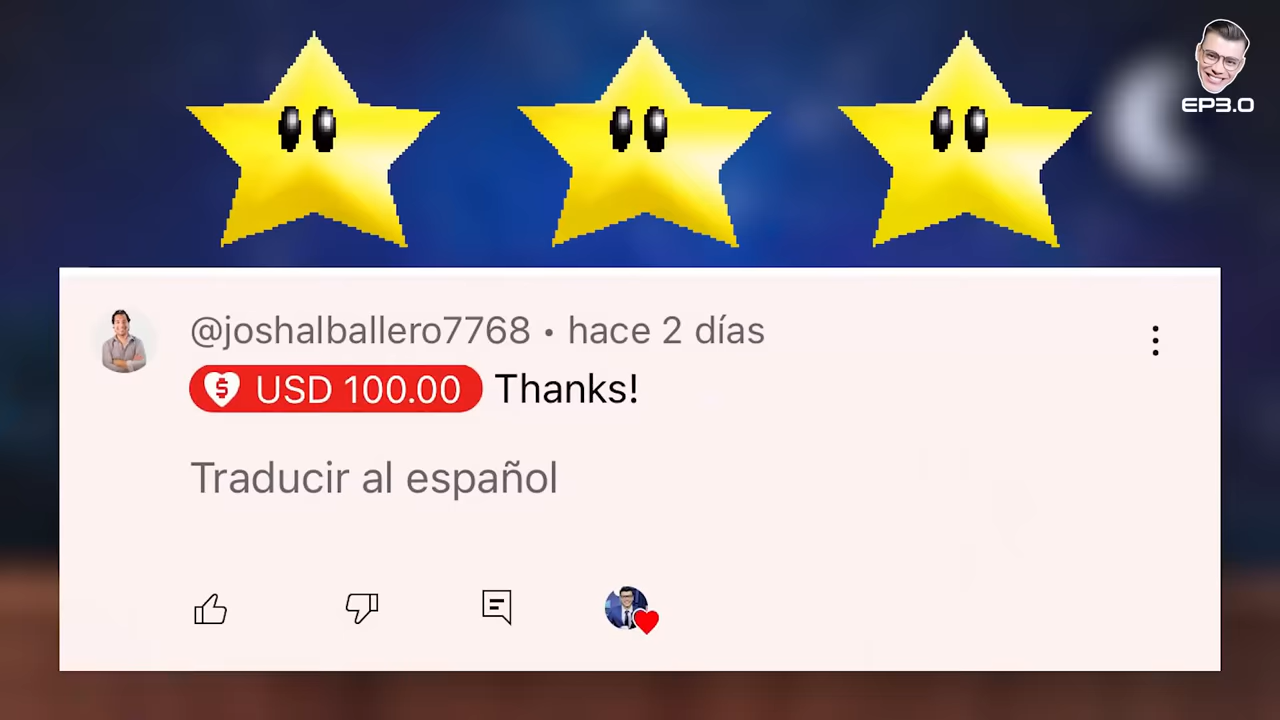 EP3.0
@joshalballero7768 • hace 2 días
USD 100.00 Thanks!
Traducir al español